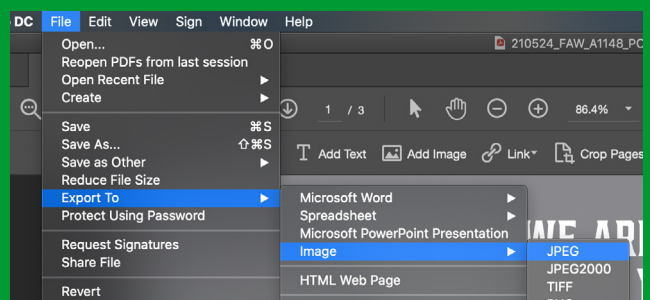 DC File Edit View Sign Window Help
210524_FAW_A1148_PC
Open... ⌘O
Reopen PDFs from last session
Open Recent File
Create
1 / 3 86.4%
Save ⌘S
Save As... ⇧⌘S
Save as Other
Add Text Add Image Link Crop Pages
Reduce File Size
Export To
Protect Using Password
Request Signatures
Share File
Revert
Microsoft Word
Spreadsheet
Microsoft PowerPoint Presentation
Image
HTML Web Page
WE AR
JPEG
JPEG2000
TIFF